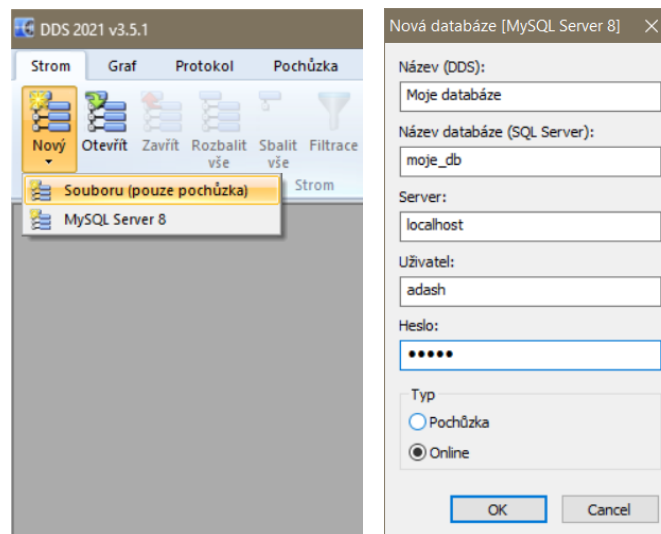 DDS 2021 v3.5.1
Strom Graf Protokol Pochůzka
Nový Otevřít Zavřít Rozbalit vše Sbalit vše Filtrace
Strom
Souboru (pouze pochůzka)
MySQL Server 8
Nová databáze [MySQL Server 8]
Název (DDS):
Moje databáze
Název databáze (SQL Server):
moje_db
Server:
localhost
Uživatel:
adash
Heslo:
•••••
Typ
Pochůzka
Online
OK Cancel